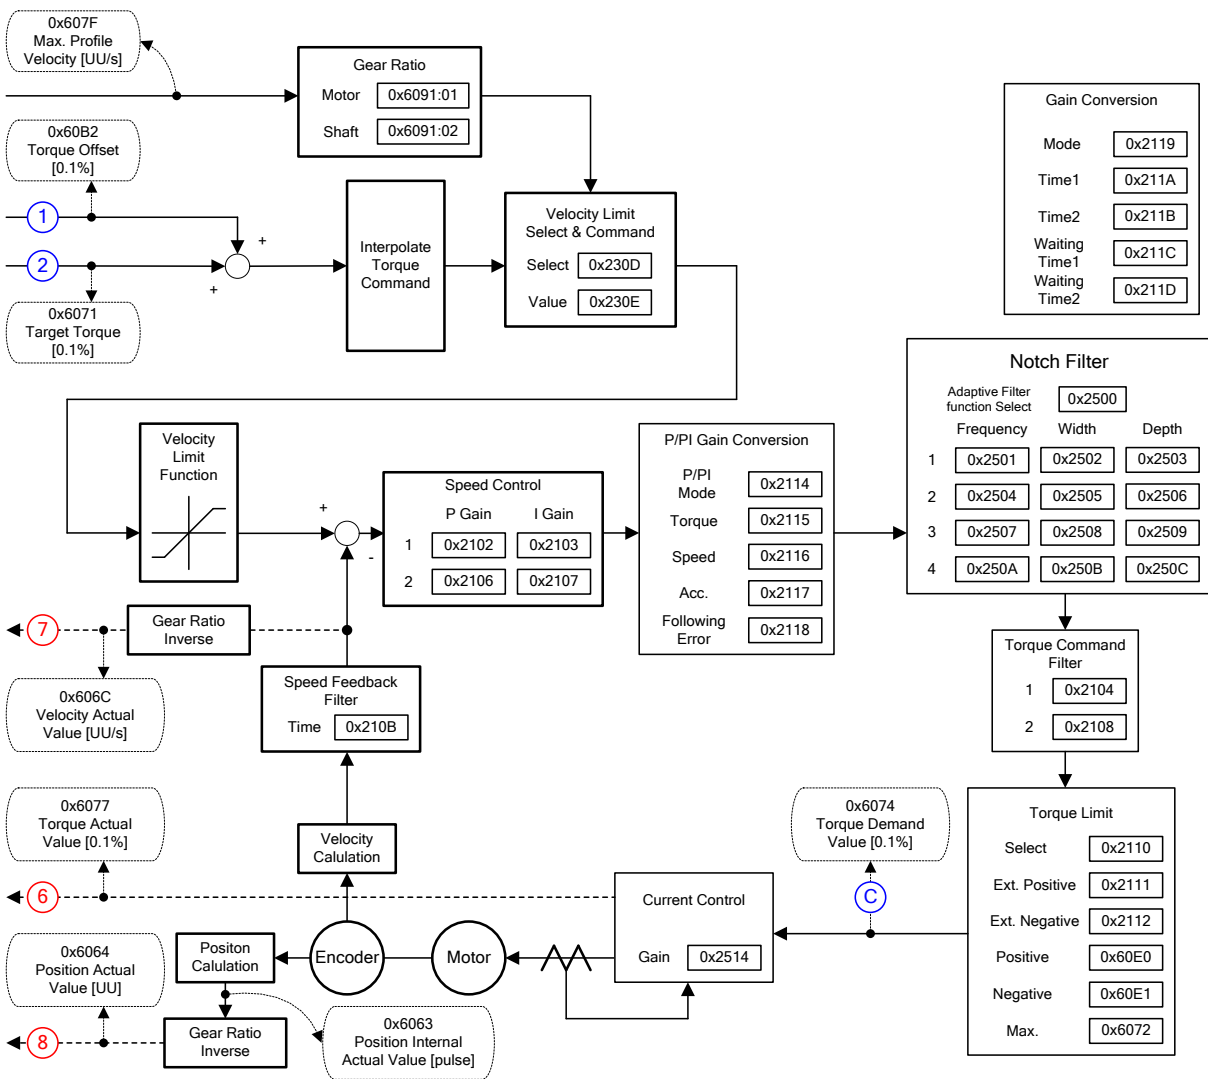 0x607F
Max. Profile
Velocity [UU/s]
Gear Ratio
Motor 0x6091:01
Shaft 0x6091:02
Gain Conversion
Mode 0x2119
Time1 0x211A
Time2 0x211B
Waiting
Time1 0x211C
Waiting
Time2 0x211D
0x60B2
Torque Offset
[0.1%]
1
2
+
+
0x6071
Target Torque
[0.1%]
Interpolate
Torque
Command
Velocity Limit
Select & Command
Select 0x230D
Value 0x230E
Notch Filter
Adaptive Filter
function Select 0x2500
Frequency Width Depth
1 0x2501 0x2502 0x2503
2 0x2504 0x2505 0x2506
3 0x2507 0x2508 0x2509
4 0x250A 0x250B 0x250C
Velocity
Limit
Function
+
-
Speed Control
P Gain I Gain
1 0x2102 0x2103
2 0x2106 0x2107
P/PI Gain Conversion
P/PI
Mode 0x2114
Torque 0x2115
Speed 0x2116
Acc. 0x2117
Following
Error 0x2118
7
Gear Ratio
Inverse
0x606C
Velocity Actual
Value [UU/s]
Speed Feedback
Filter
Time 0x210B
Torque Command
Filter
1 0x2104
2 0x2108
0x6077
Torque Actual
Value [0.1%]
Velocity
Calulation
0x6074
Torque Demand
Value [0.1%]
Torque Limit
Select 0x2110
Ext. Positive 0x2111
Ext. Negative 0x2112
Positive 0x60E0
Negative 0x60E1
Max. 0x6072
6
C
Current Control
Gain 0x2514
0x6064
Position Actual
Value [UU]
Positon
Calulation
Encoder
Motor
8
Gear Ratio
Inverse
0x6063
Position Internal
Actual Value [pulse]